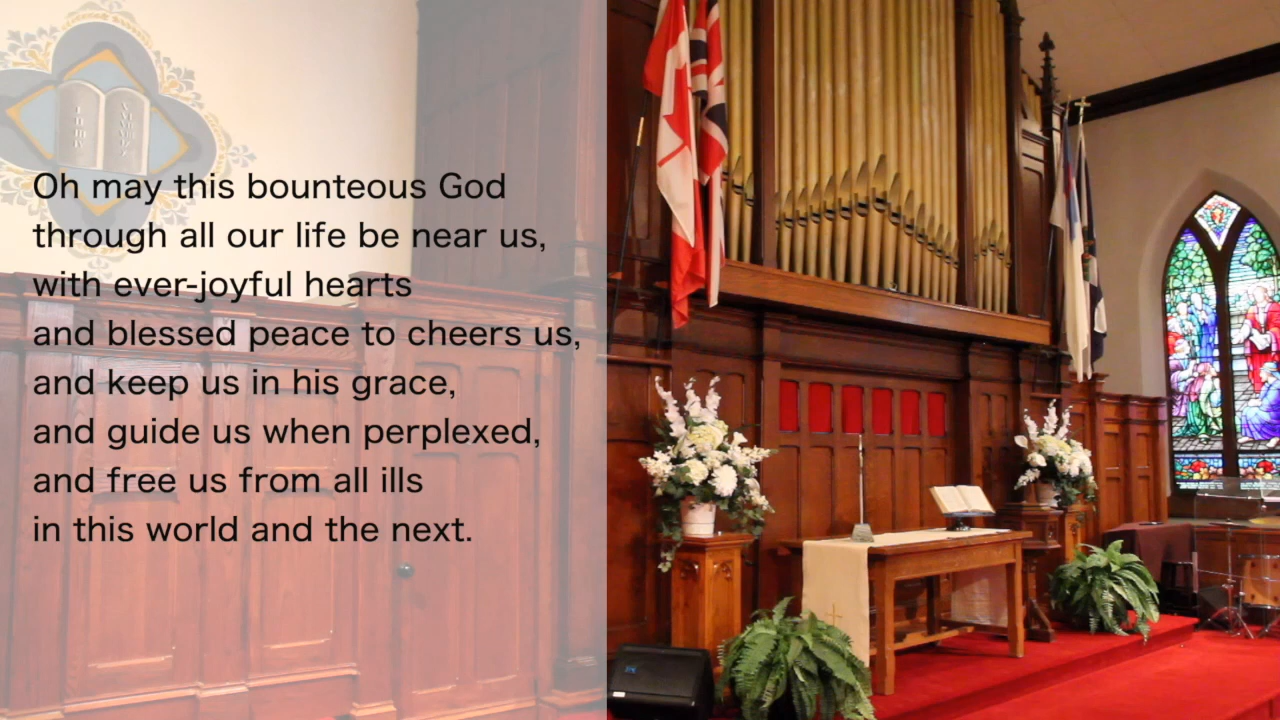 Oh may this bounteous God
through all our life be near us,
with ever-joyful hearts
and blessed peace to cheers us,
and keep us in his grace,
and guide us when perplexed,
and free us from all ills
in this world and the next.